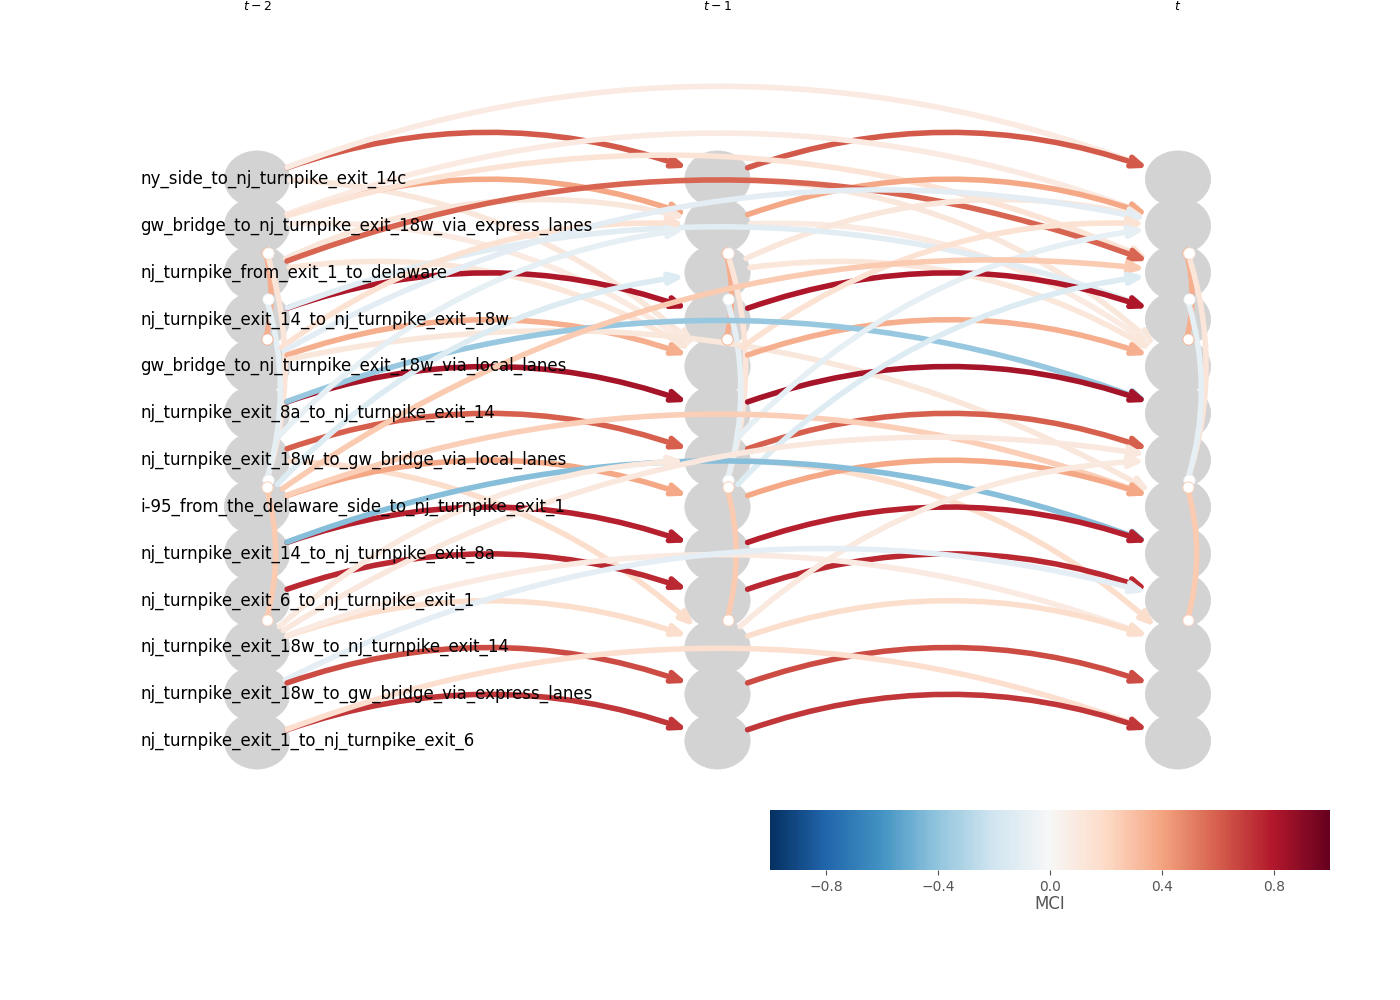 t − 2 t − 1 t
ny_side_to_nj_turnpike_exit_14c
gw_bridge_to_nj_turnpike_exit_18w_via_express_lanes
nj_turnpike_from_exit_1_to_delaware
nj_turnpike_exit_14_to_nj_turnpike_exit_18w
gw_bridge_to_nj_turnpike_exit_18w_via_local_lanes
nj_turnpike_exit_8a_to_nj_turnpike_exit_14
nj_turnpike_exit_18w_to_gw_bridge_via_local_lanes
i-95_from_the_delaware_side_to_nj_turnpike_exit_1
nj_turnpike_exit_14_to_nj_turnpike_exit_8a
nj_turnpike_exit_6_to_nj_turnpike_exit_1
nj_turnpike_exit_18w_to_nj_turnpike_exit_14
nj_turnpike_exit_18w_to_gw_bridge_via_express_lanes
nj_turnpike_exit_1_to_nj_turnpike_exit_6
−0.8 −0.4 0.0 0.4 0.8
MCI